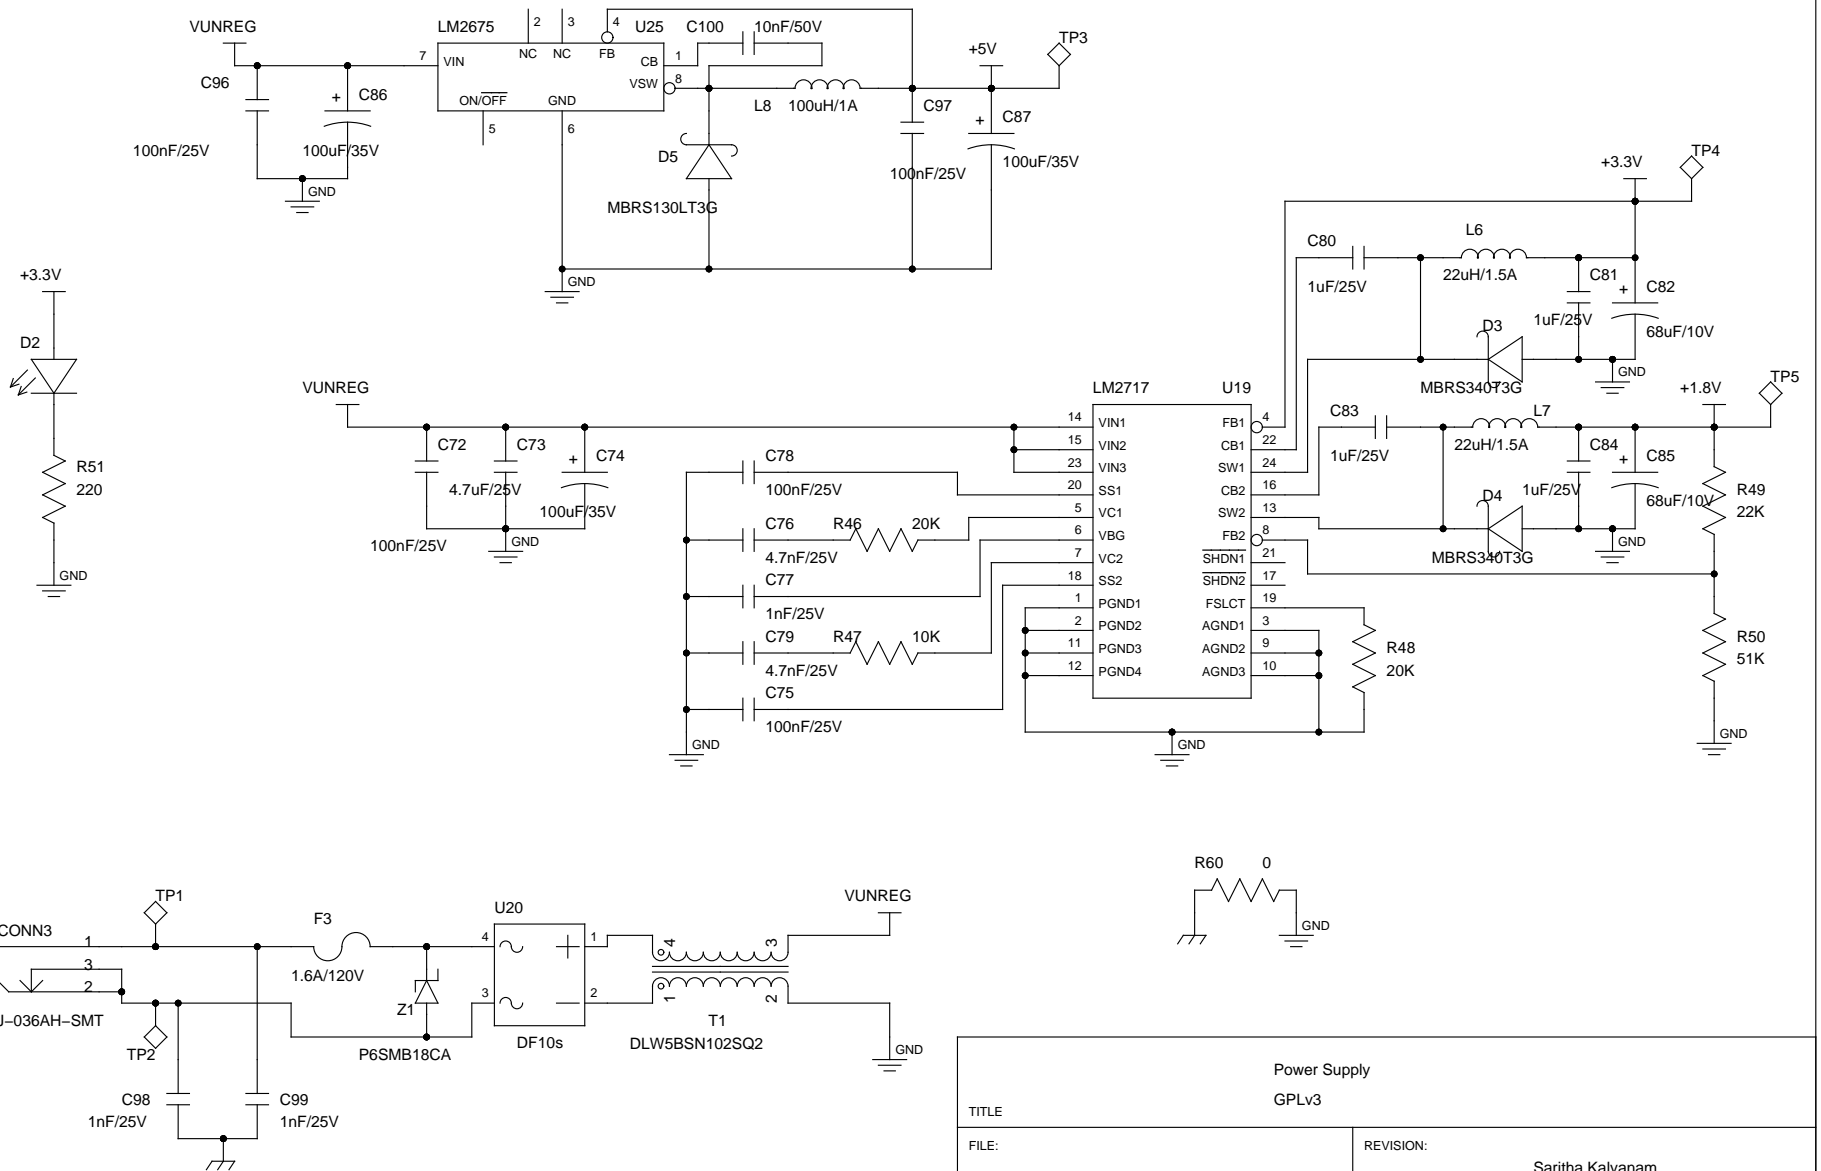 VUNREG
LM2675
2
3
4
U25
C100
10nF/50V
7
VIN
NC
NC
FB
CB
1
VSW
8
ON/OFF
GND
5
6
C96
+
C86
100nF/25V
100uF/35V
GND
L8
100uH/1A
+5V
TP3
C97
+
C87
100nF/25V
100uF/35V
D5
MBRS130LT3G
GND
+3.3V
D2
R51
220
GND
+3.3V
TP4
C80
1uF/25V
L6
22uH/1.5A
C81
1uF/25V
+
C82
68uF/10V
D3
MBRS340T3G
GND
VUNREG
C72
100nF/25V
C73
4.7uF/25V
+
C74
100uF/35V
GND
LM2717
U19
14
VIN1
15
VIN2
23
VIN3
20
SS1
5
VC1
6
VBG
7
VC2
18
SS2
1
PGND1
2
PGND2
11
PGND3
12
PGND4
FB1
4
CB1
22
SW1
24
CB2
16
SW2
13
FB2
8
SHDN1
21
SHDN2
17
FSLCT
19
AGND1
3
AGND2
9
AGND3
10
C78
100nF/25V
C76
4.7nF/25V
R46
20K
C77
1nF/25V
C79
4.7nF/25V
R47
10K
C75
100nF/25V
GND
GND
R48
20K
+1.8V
TP5
C83
1uF/25V
L7
22uH/1.5A
C84
1uF/25V
+
C85
68uF/10V
D4
MBRS340T3G
GND
R49
22K
R50
51K
GND
R60
0
GND
CONN3
1
3
2
J-036AH-SMT
TP1
TP2
F3
1.6A/120V
Z1
P6SMB18CA
U20
4
3
1
2
DF10s
4
3
1
2
T1
DLW5BSN102SQ2
VUNREG
GND
C98
1nF/25V
C99
1nF/25V
Power Supply
GPLv3
TITLE
FILE:
REVISION:
Saritha Kalyanam